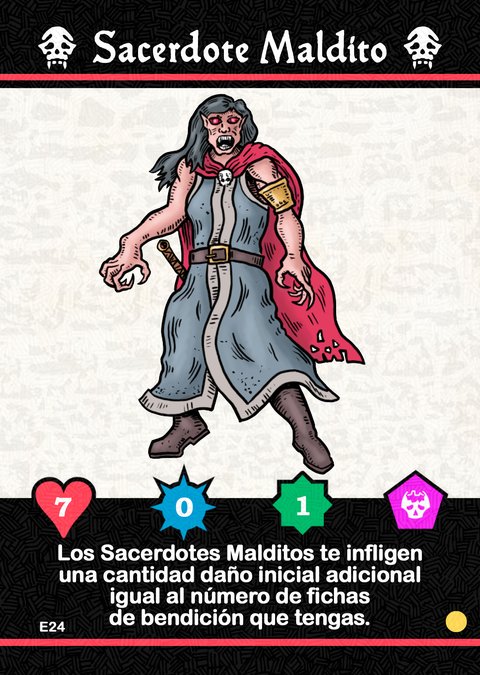 Sacerdote Maldito
7
0
1
Los Sacerdotes Malditos te infligen
una cantidad daño inicial adicional
igual al número de fichas
de bendición que tengas.
E24